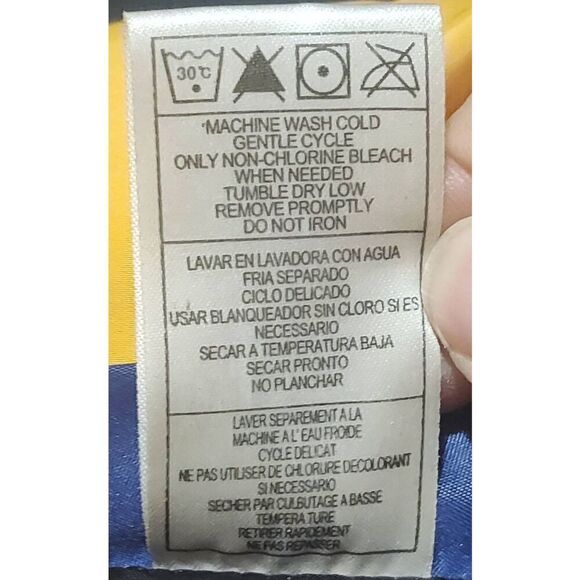 30℃
MACHINE WASH COLD
GENTLE CYCLE
ONLY NON-CHLORINE BLEACH
WHEN NEEDED
TUMBLE DRY LOW
REMOVE PROMPTLY
DO NOT IRON
LAVAR EN LAVADORA CON AGUA
FRIA SEPARADO
CICLO DELICADO
USAR BLANQUEADOR SIN CLORO SI ES
NECESSARIO
SECAR A TEMPERATURA BAJA
SECAR PRONTO
NO PLANCHAR
LAVER SEPAREMENT A LA
MACHINE A L'EAU FROIDE
CYCLE DELICAT
NE PAS UTILISER DE CHLORURE DECOLORANT
SI NECESSARIO
SECHER PAR CULBUTAGE A BASSE
TEMPERA TURE
RETIRER RAPIDEMENT
NE PAS REPASSER